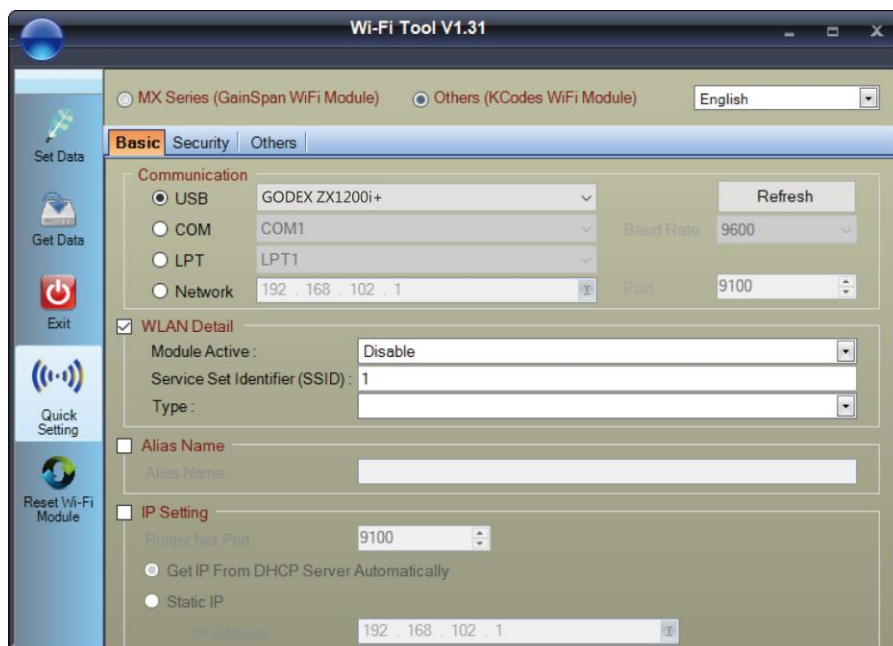 Wi-Fi Tool V1.31
MX Series (GainSpan WiFi Module) Others (KCodes WiFi Module) English
Set Data
Get Data
Exit
Quick
Setting
Reset Wi-Fi
Module
Basic Security Others
Communication
USB GODEX ZX1200i+ Refresh
COM COM1 Baud Rate 9600
LPT LPT1
Network 192 . 168 . 102 . 1 Port 9100
WLAN Detail
Module Active : Disable
Service Set Identifier (SSID) : 1
Type :
Alias Name
Alias Name :
IP Setting
Printer Net Port 9100
Get IP From DHCP Server Automatically
Static IP
IP Address 192 . 168 . 102 . 1